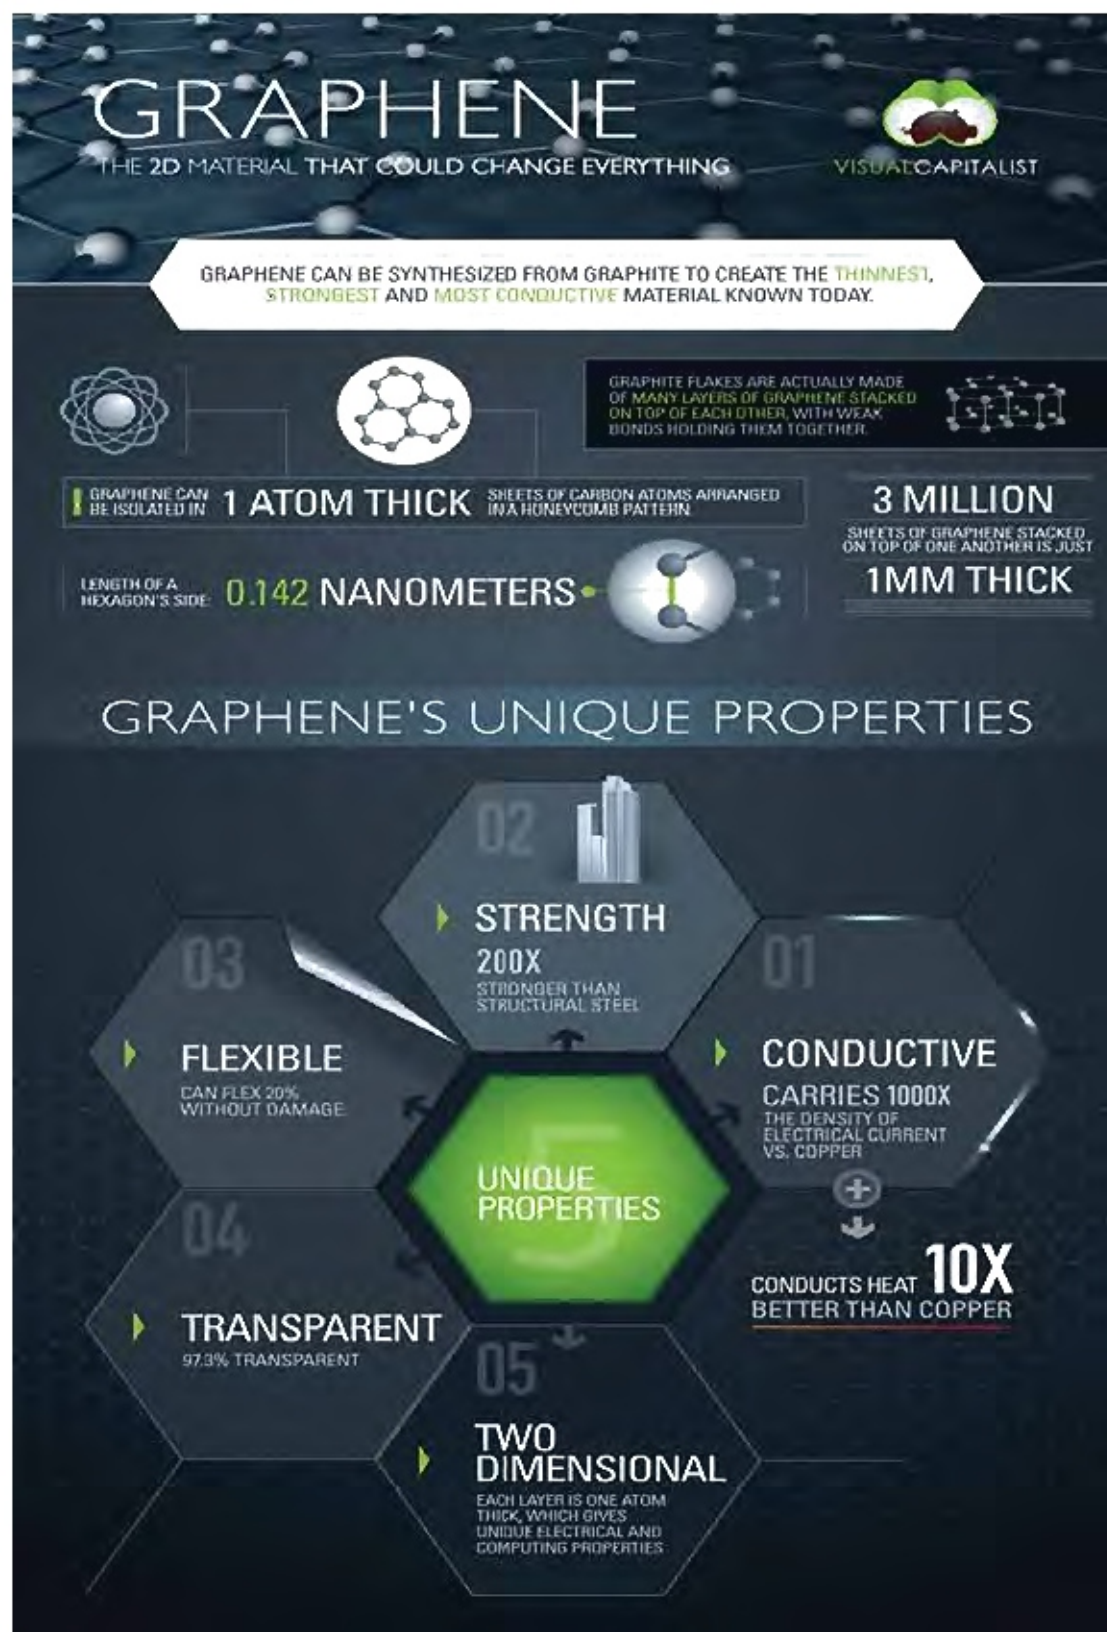 GRAPHENE
THE 2D MATERIAL THAT COULD CHANGE EVERYTHING
VISUALCAPITALIST
GRAPHENE CAN BE SYNTHESIZED FROM GRAPHITE TO CREATE THE THINNEST,
STRONGEST AND MOST CONDUCTIVE MATERIAL KNOWN TODAY.
GRAPHITE FLAKES ARE ACTUALLY MADE
OF MANY LAYERS OF GRAPHENE STACKED
ON TOP OF EACH OTHER, WITH WEAK
BONDS HOLDING THEM TOGETHER.
GRAPHENE CAN
BE ISOLATED IN
1 ATOM THICK
SHEETS OF CARBON ATOMS ARRANGED
IN A HONEYCOMB PATTERN
3 MILLION
SHEETS OF GRAPHENE STACKED
ON TOP OF ONE ANOTHER IS JUST
1MM THICK
LENGTH OF A
HEXAGON'S SIDE:
0.142 NANOMETERS
GRAPHENE'S UNIQUE PROPERTIES
02
STRENGTH
200X
STRONGER THAN
STRUCTURAL STEEL
01
CONDUCTIVE
CARRIES 1000X
THE DENSITY OF
ELECTRICAL CURRENT
VS. COPPER
CONDUCTS HEAT 10X
BETTER THAN COPPER
03
FLEXIBLE
CAN FLEX 20%
WITHOUT DAMAGE
5
UNIQUE
PROPERTIES
04
TRANSPARENT
97.3% TRANSPARENT
05
TWO
DIMENSIONAL
EACH LAYER IS ONE ATOM
THICK, WHICH GIVES
UNIQUE ELECTRICAL AND
COMPUTING PROPERTIES